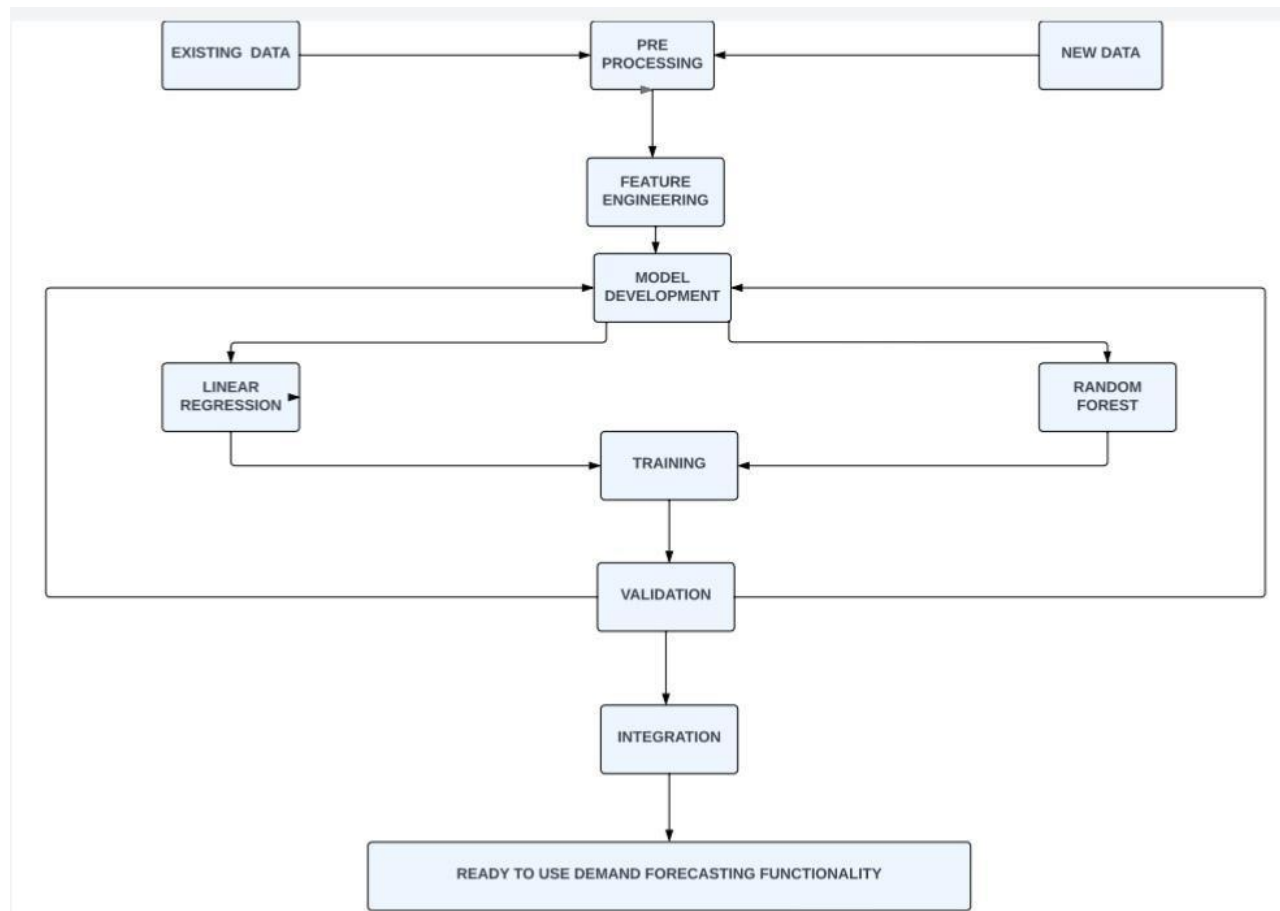 EXISTING DATA
PRE
PROCESSING
NEW DATA
FEATURE
ENGINEERING
MODEL
DEVELOPMENT
LINEAR
REGRESSION
RANDOM
FOREST
TRAINING
VALIDATION
INTEGRATION
READY TO USE DEMAND FORECASTING FUNCTIONALITY